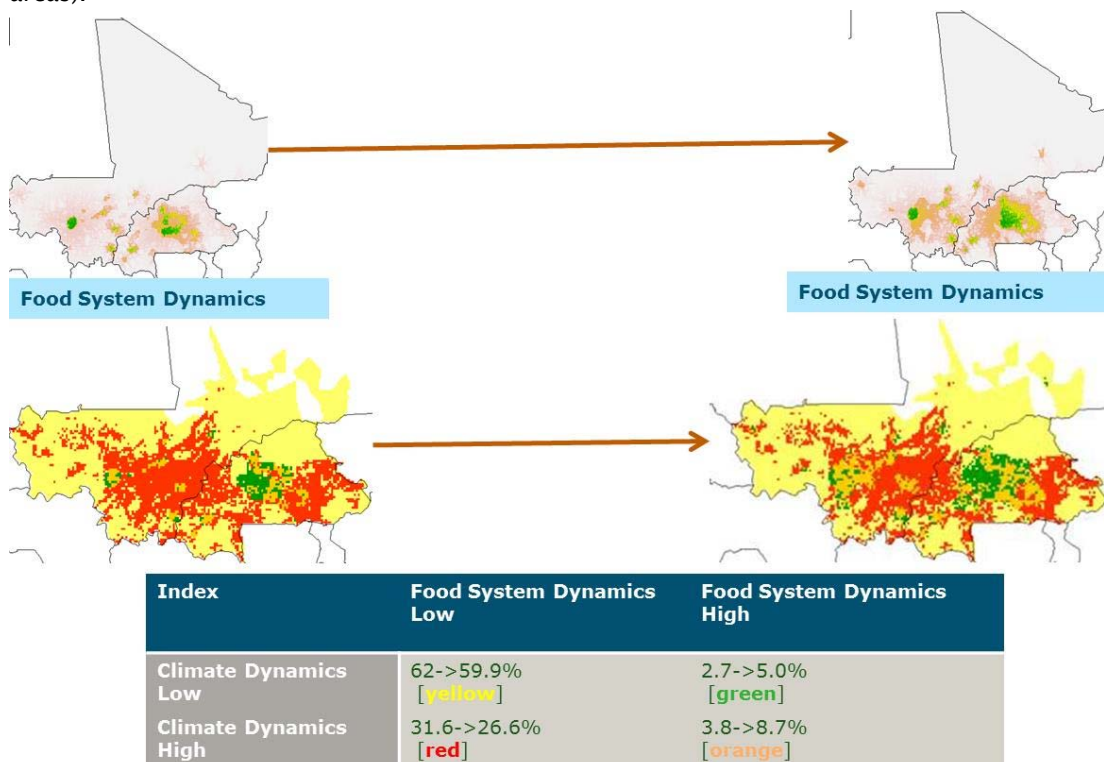 areas).
Food System Dynamics
Food System Dynamics
Index Food System Dynamics Low Food System Dynamics High
Climate Dynamics Low 62->59.9% [yellow] 2.7->5.0% [green]
Climate Dynamics High 31.6->26.6% [red] 3.8->8.7% [orange]